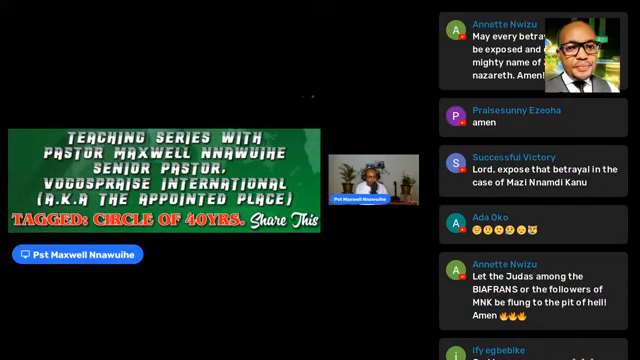 TEACHING SERIES WITH
PASTOR MAXWELL NNAWUIHE
SENIOR PASTOR,
VOGOSPRAISE INTERNATIONAL
(A.K.A THE APPOINTED PLACE)
TAGGED: CIRCLE OF 40YRS. Share This
Pst Maxwell Nnawuihe
Pst Maxwell Nnawuihe
A Annette Nwizu
May every betray
be exposed and
mighty name of
nazareth. Amen!
P Praisesunny Ezeoha
amen
S Successful Victory
Lord, expose that betrayal in the
case of Mazi Nnamdi Kanu
A Ada Oko
A Annette Nwizu
Let the Judas among the
BIAFRANS or the followers of
MNK be flung to the pit of hell!
Amen 🔥🔥🔥
i ify egbebike